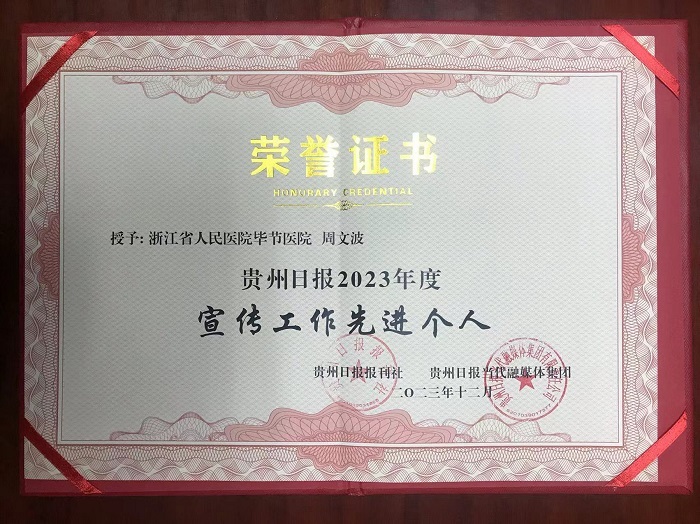 荣誉证书
HONORARY CREDENTIAL
授予：浙江省人民医院毕节医院 周文波
贵州日报2023年度
宣传工作先进个人
贵州日报报刊社 贵州日报当代融媒体集团
二〇二三年十二月